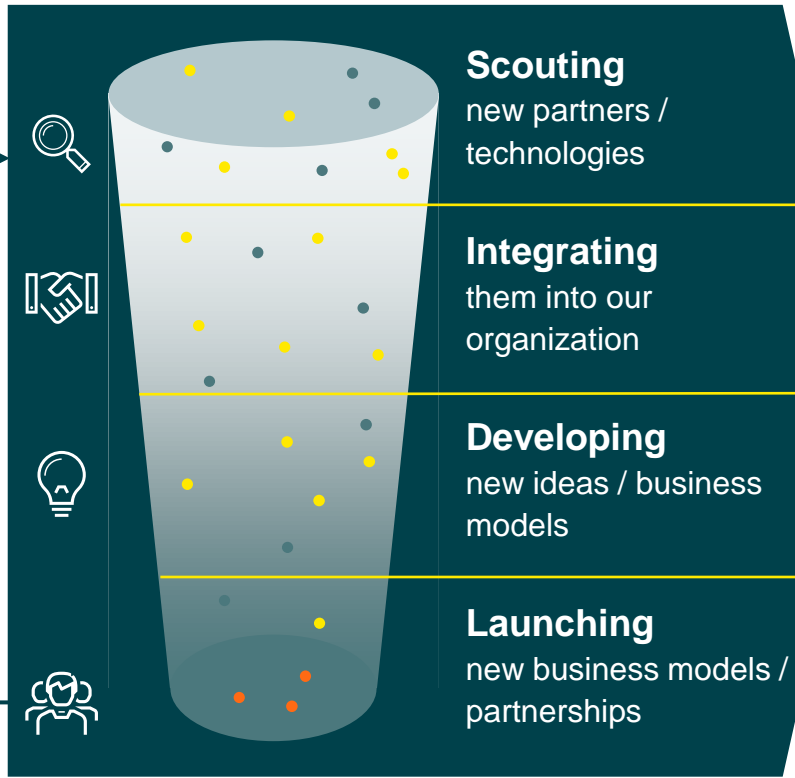 Scouting
new partners /
technologies
Integrating
them into our
organization
Developing
new ideas / business
models
Launching
new business models /
partnerships